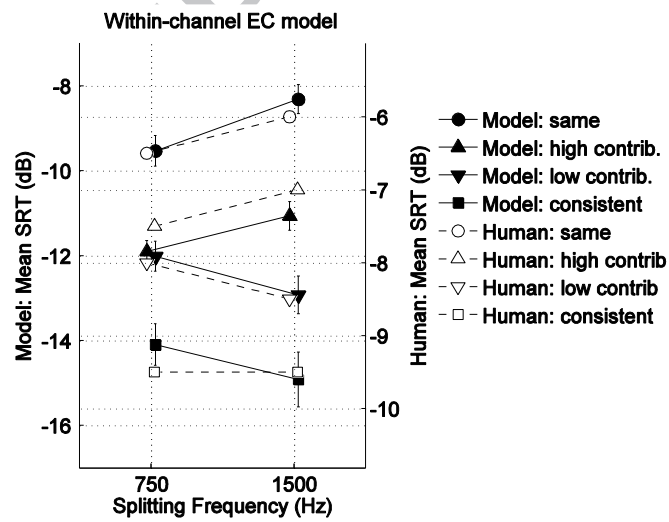 Within-channel EC model
Model: Mean SRT (dB)
-8
-10
-12
-14
-16
-6
-7
-8
-9
-10
Human: Mean SRT (dB)
750
1500
Splitting Frequency (Hz)
Model: same
Model: high contrib.
Model: low contrib.
Model: consistent
Human: same
Human: high contrib
Human: low contrib
Human: consistent